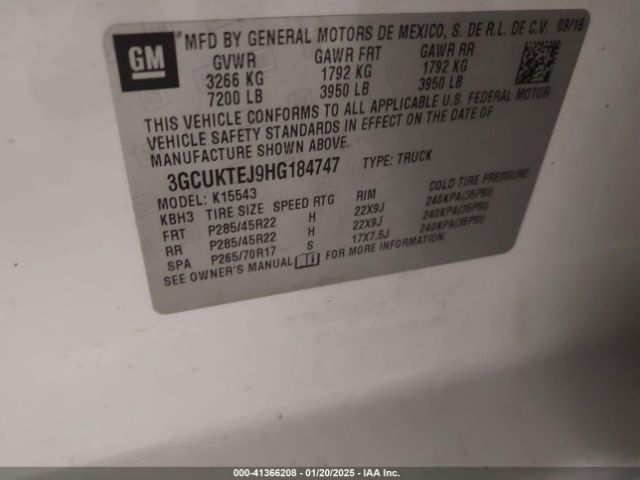 GM
*MFD BY GENERAL MOTORS DE MEXICO, S. DE R.L. DE C.V. 09/16
GVWR GAWR FRT GAWR RR
3266 KG 1792 KG 1792 KG
7200 LB 3950 LB 3950 LB
THIS VEHICLE CONFORMS TO ALL APPLICABLE U.S. FEDERAL MOTOR
VEHICLE SAFETY STANDARDS IN EFFECT ON THE DATE OF
MANUFACTURE SHOWN ABOVE.
3GCUKTEJ9HG184747 TYPE: TRUCK
MODEL: K15543
KBH3 TIRE SIZE SPEED RTG RIM COLD TIRE PRESSURE
FRT P285/45R22 H 22X9J 240KPA(35PSI)
RR P285/45R22 H 22X9J 240KPA(35PSI)
SPA P265/70R17 S 17X7.5J 240KPA(35PSI)
SEE OWNER'S MANUAL FOR MORE INFORMATION.
000-41366208 - 01/20/2025 - IAA Inc.